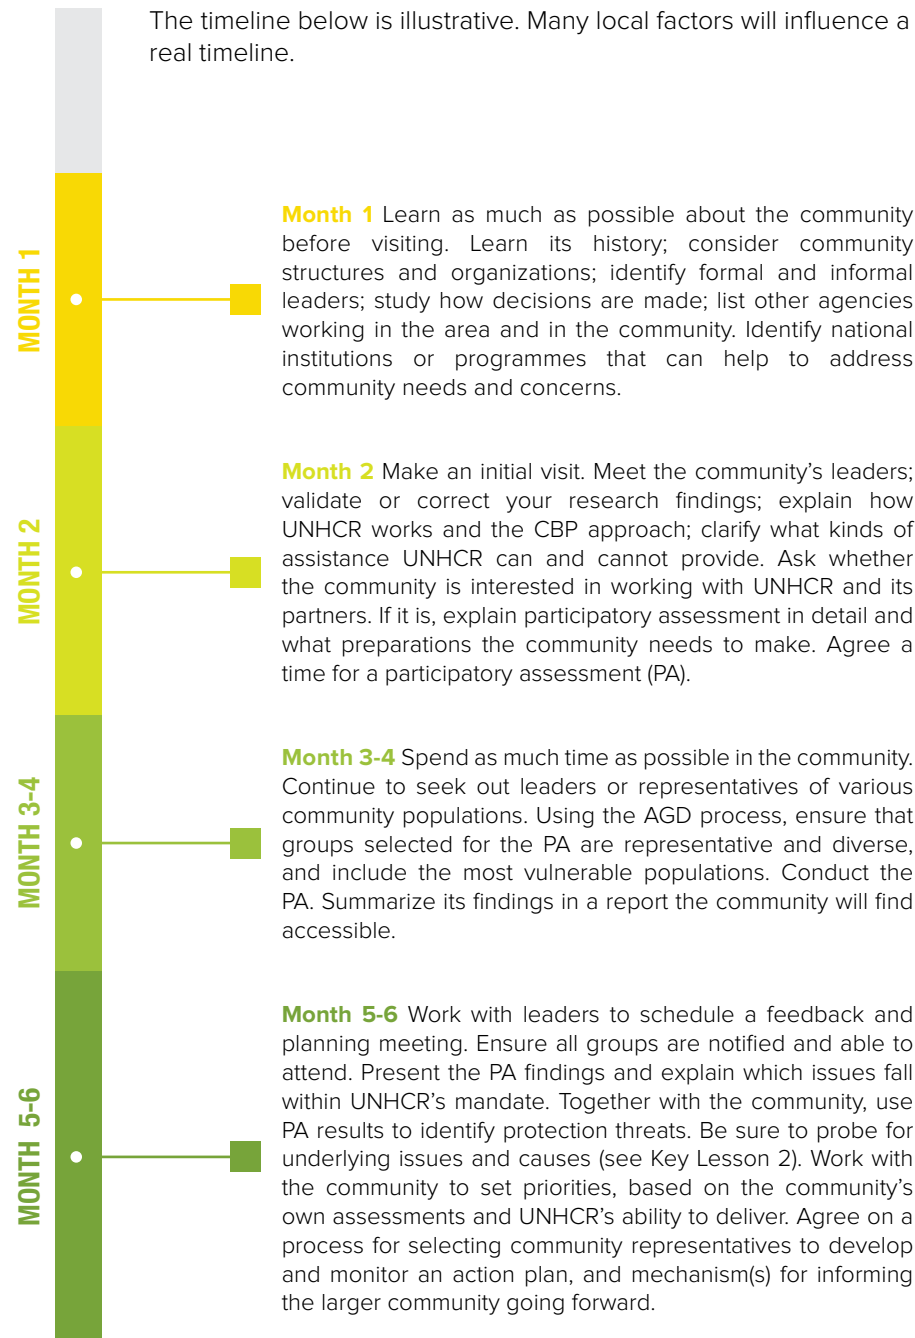 The timeline below is illustrative. Many local factors will influence a
real timeline.
MONTH 1
Month 1 Learn as much as possible about the community
before visiting. Learn its history; consider community
structures and organizations; identify formal and informal
leaders; study how decisions are made; list other agencies
working in the area and in the community. Identify national
institutions or programmes that can help to address
community needs and concerns.
MONTH 2
Month 2 Make an initial visit. Meet the community’s leaders;
validate or correct your research findings; explain how
UNHCR works and the CBP approach; clarify what kinds of
assistance UNHCR can and cannot provide. Ask whether
the community is interested in working with UNHCR and its
partners. If it is, explain participatory assessment in detail and
what preparations the community needs to make. Agree a
time for a participatory assessment (PA).
MONTH 3-4
Month 3-4 Spend as much time as possible in the community.
Continue to seek out leaders or representatives of various
community populations. Using the AGD process, ensure that
groups selected for the PA are representative and diverse,
and include the most vulnerable populations. Conduct the
PA. Summarize its findings in a report the community will find
accessible.
MONTH 5-6
Month 5-6 Work with leaders to schedule a feedback and
planning meeting. Ensure all groups are notified and able to
attend. Present the PA findings and explain which issues fall
within UNHCR’s mandate. Together with the community, use
PA results to identify protection threats. Be sure to probe for
underlying issues and causes (see Key Lesson 2). Work with
the community to set priorities, based on the community’s
own assessments and UNHCR’s ability to deliver. Agree on a
process for selecting community representatives to develop
and monitor an action plan, and mechanism(s) for informing
the larger community going forward.